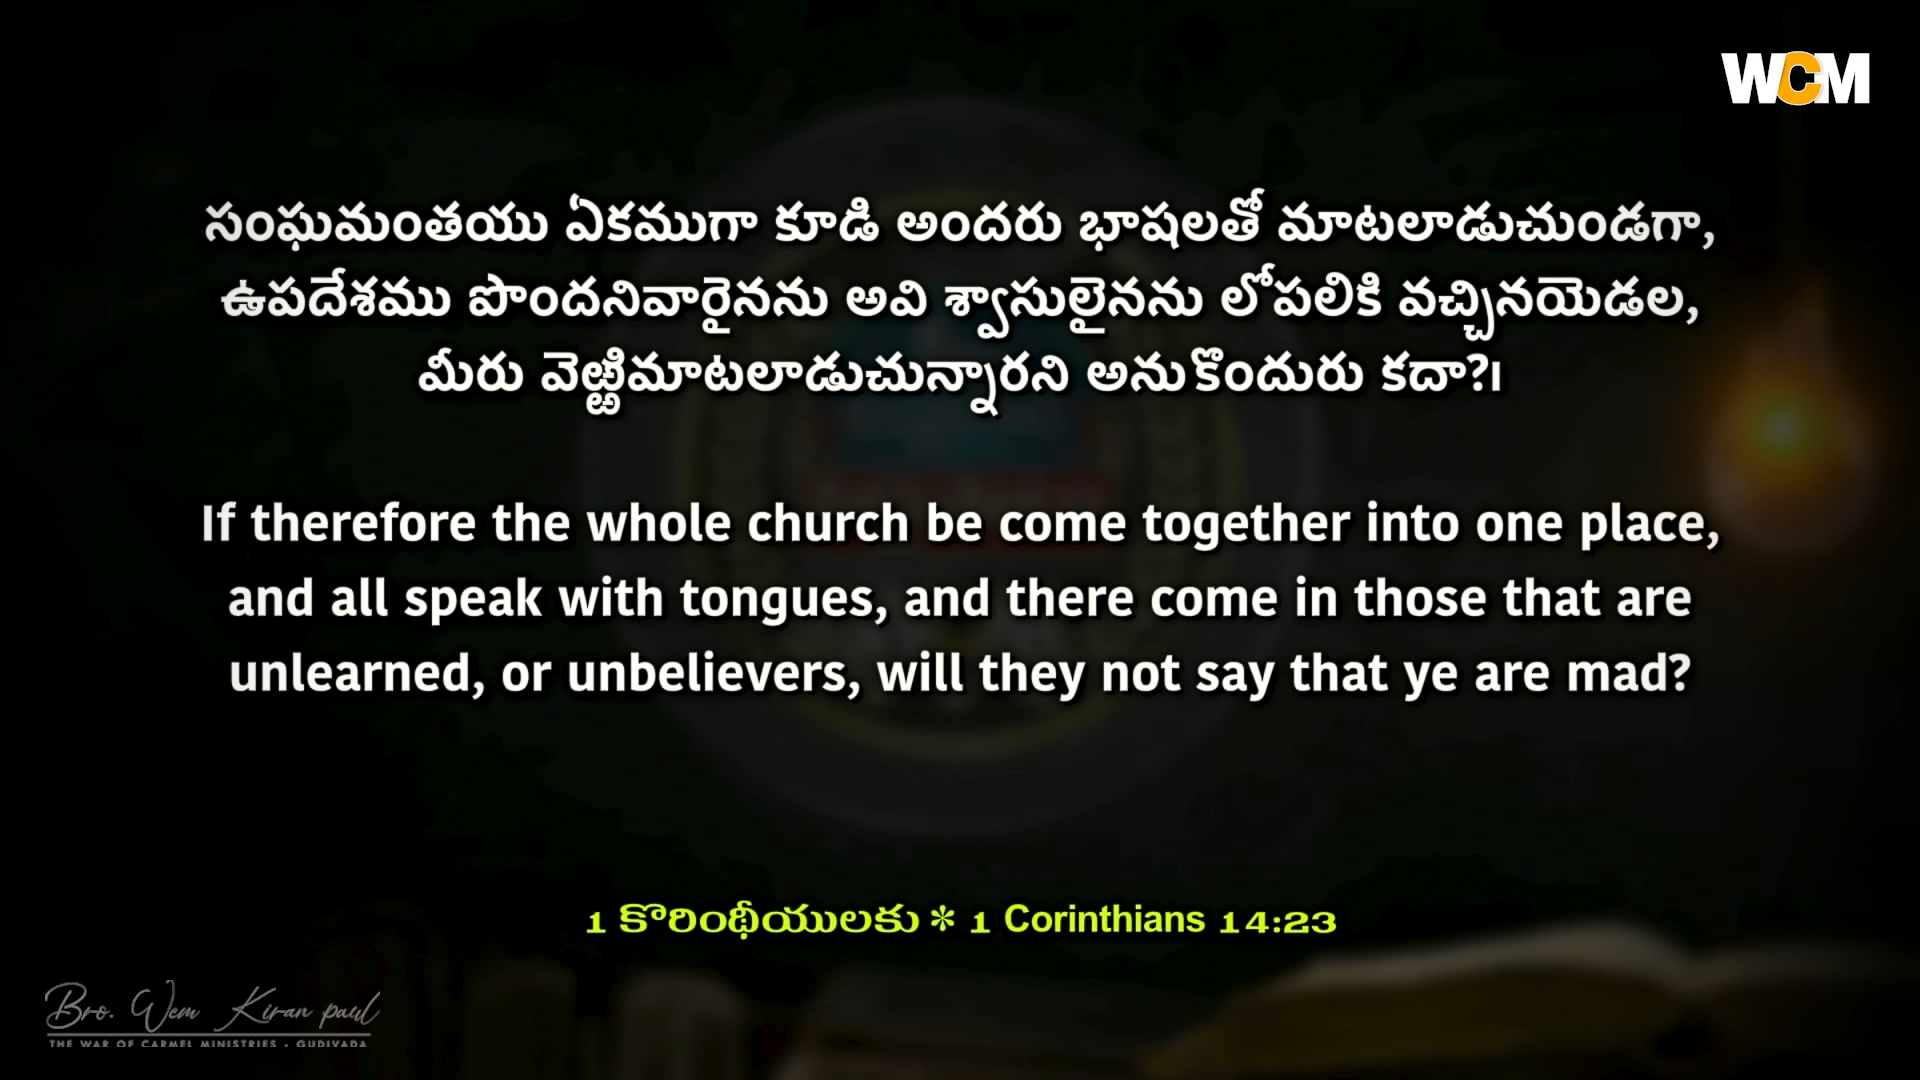 WCM
సంఘమంతయు ఏకముగా కూడి అందరు భాషలతో మాటలాడుచుండగా,
ఉపదేశము పొందనివారైనను అవి శ్వాసులైనను లోపలికి వచ్చినయెడల,
మీరు వెఱ్ఱిమాటలాడుచున్నారని అనుకొందురు కదా?।
If therefore the whole church be come together into one place,
and all speak with tongues, and there come in those that are
unlearned, or unbelievers, will they not say that ye are mad?
1 కొరింథీయులకు * 1 Corinthians 14:23
Bro. Wcm Kiran paul
THE WAR OF CARMEL MINISTRIES - GUDIVADA